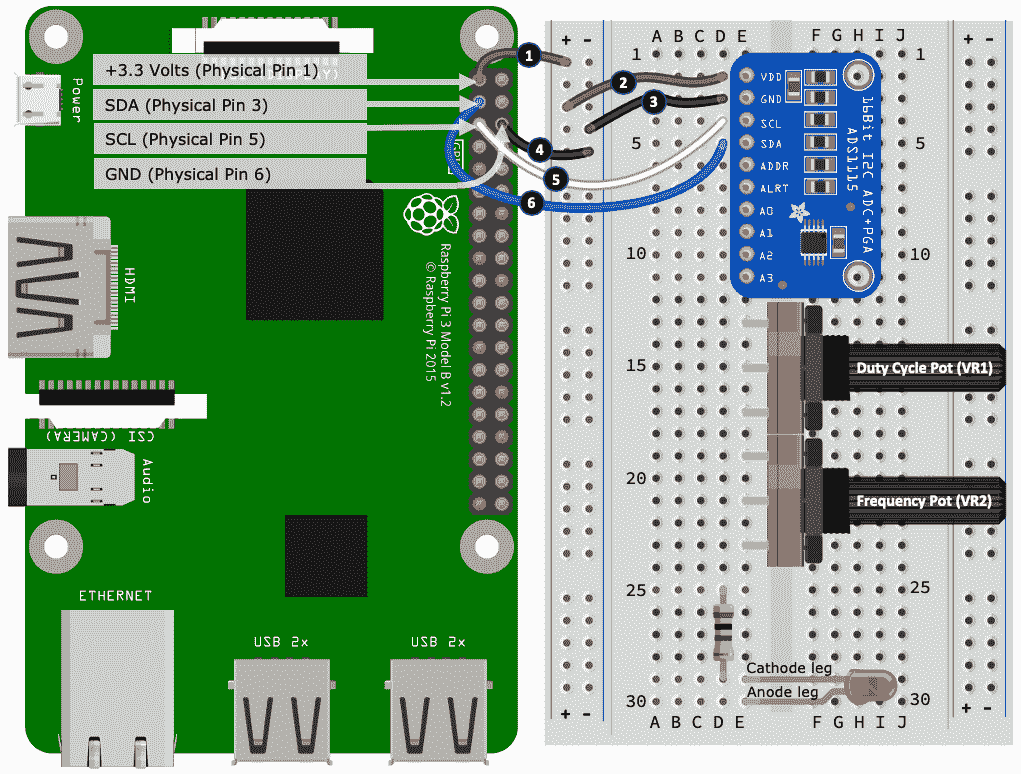 +3.3 Volts (Physical Pin 1)
SDA (Physical Pin 3)
SCL (Physical Pin 5)
GND (Physical Pin 6)
Power
HDMI
CSI (CAMERA)
Audio
ETHERNET
USB 2x
USB 2x
Raspberry Pi 3 Model B v1.2
© Raspberry Pi 2015
1
2
3
4
5
6
+ -
A B C D E
F G H I J
+ -
1
1
5
5
10
10
15
15
20
20
25
25
30
30
VDD
GND
SCL
SDA
ADDR
ALRT
A0
A1
A2
A3
16Bit I2C ADC+PGA
ADS1115
Duty Cycle Pot (VR1)
Frequency Pot (VR2)
Cathode leg
Anode leg
+ -
A B C D E
F G H I J
+ -